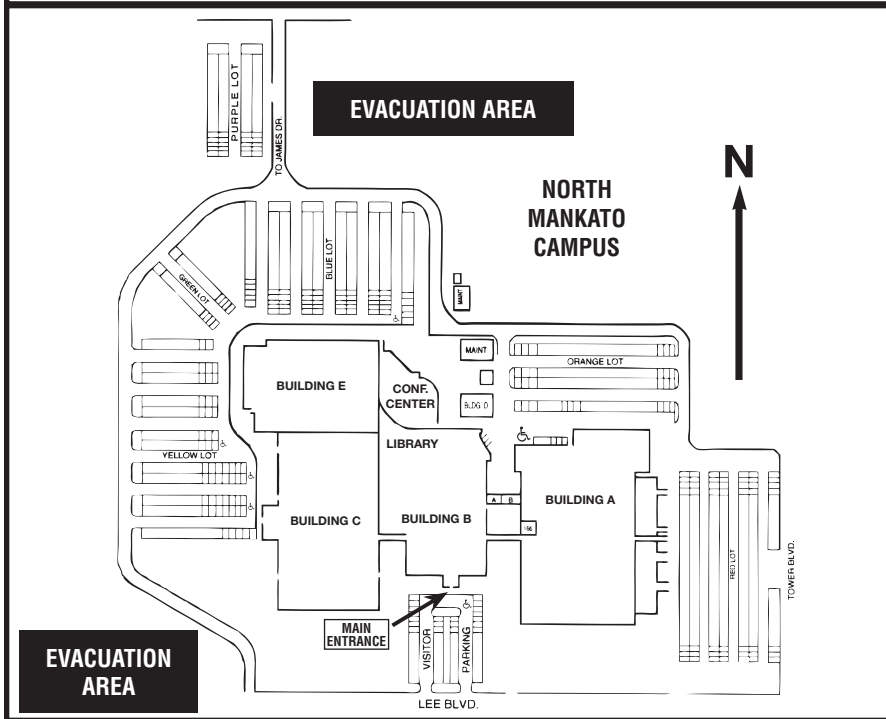 PURPLE LOT
TO JAMES DR.
EVACUATION AREA
N
NORTH
MANKATO
CAMPUS
BLUE LOT
GREEN LOT
MAINT
MAINT
ORANGE LOT
BUILDING E
CONF.
CENTER
BLDG. D
LIBRARY
YELLOW LOT
A B
BUILDING A
BUILDING C
BUILDING B
RED LOT
TOWER BLVD.
MAIN
ENTRANCE
VISITOR
PARKING
EVACUATION
AREA
LEE BLVD.